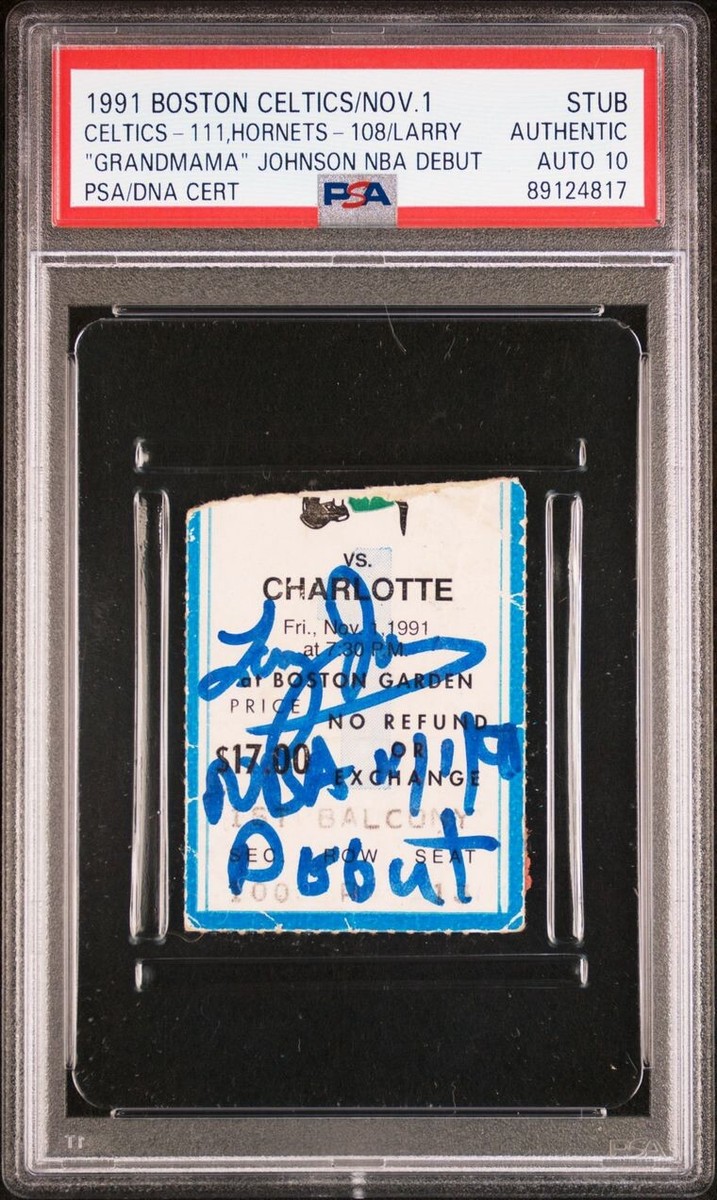 1991 BOSTON CELTICS/NOV.1 STUB
CELTICS-111,HORNETS-108/LARRY AUTHENTIC
"GRANDMAMA" JOHNSON NBA DEBUT AUTO 10
PSA/DNA CERT PSA 89124817
VS.
CHARLOTTE
Fri., Nov. 1, 1991
at 7:30 P.M.
at BOSTON GARDEN
PRICE
NO REFUND
$17.00 OR
EXCHANGE
NBA
1ST BALCONY
SEC. ROW SEAT
Debut
PSA